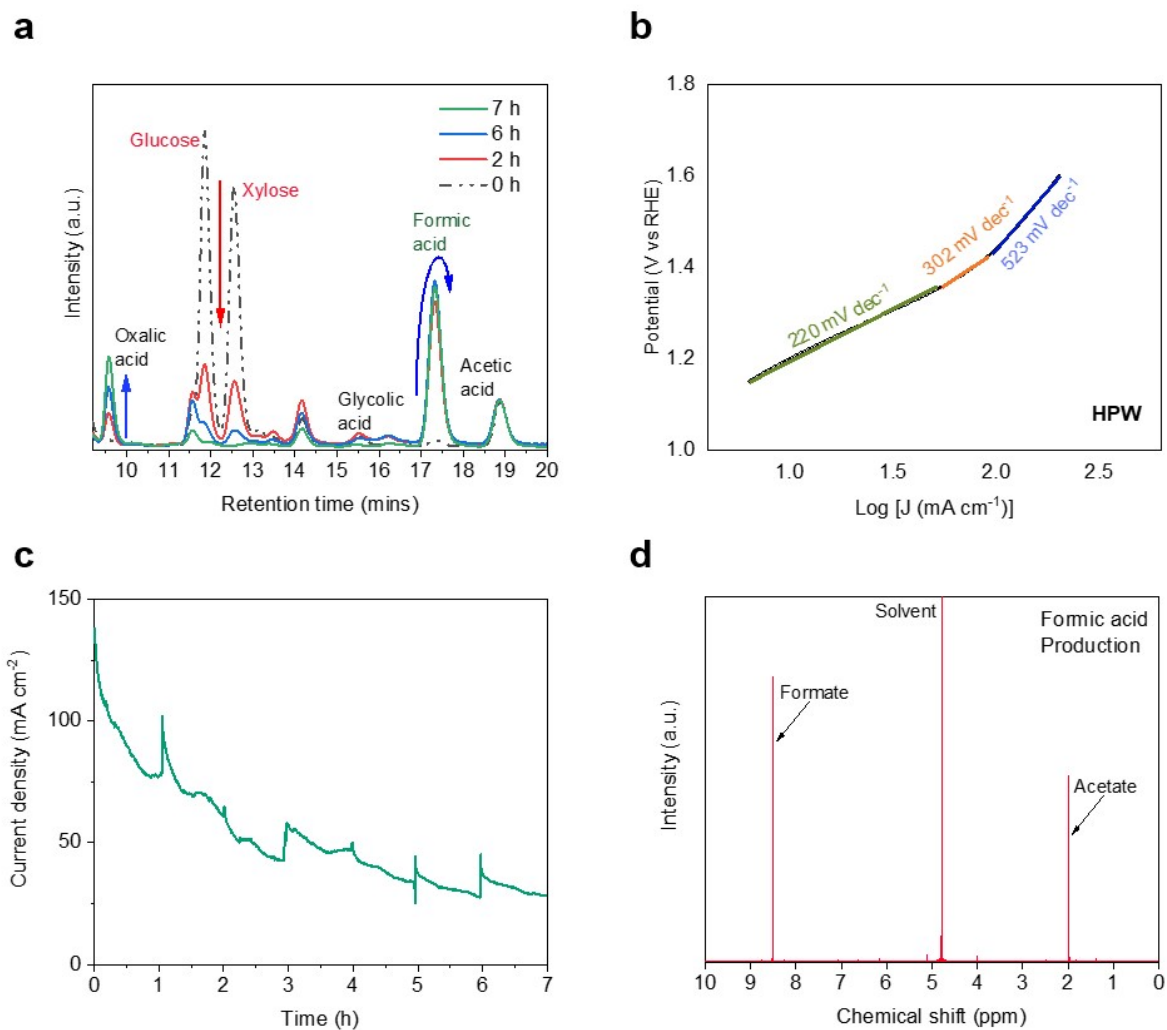 a
Glucose
Xylose
7 h
6 h
2 h
0 h
Formic
acid
Oxalic
acid
Glycolic
acid
Acetic
acid
Intensity (a.u.)
10 11 12 13 14 15 16 17 18 19 20
Retention time (mins)
b
1.8
1.6
1.4
1.2
1.0
Potential (V vs RHE)
220 mV dec⁻¹
302 mV dec⁻¹
523 mV dec⁻¹
HPW
1.0 1.5 2.0 2.5
Log [J (mA cm⁻¹)]
c
150
100
50
0
Current density (mA cm⁻²)
0 1 2 3 4 5 6 7
Time (h)
d
Solvent
Formic acid
Production
Formate
Acetate
Intensity (a.u.)
10 9 8 7 6 5 4 3 2 1 0
Chemical shift (ppm)